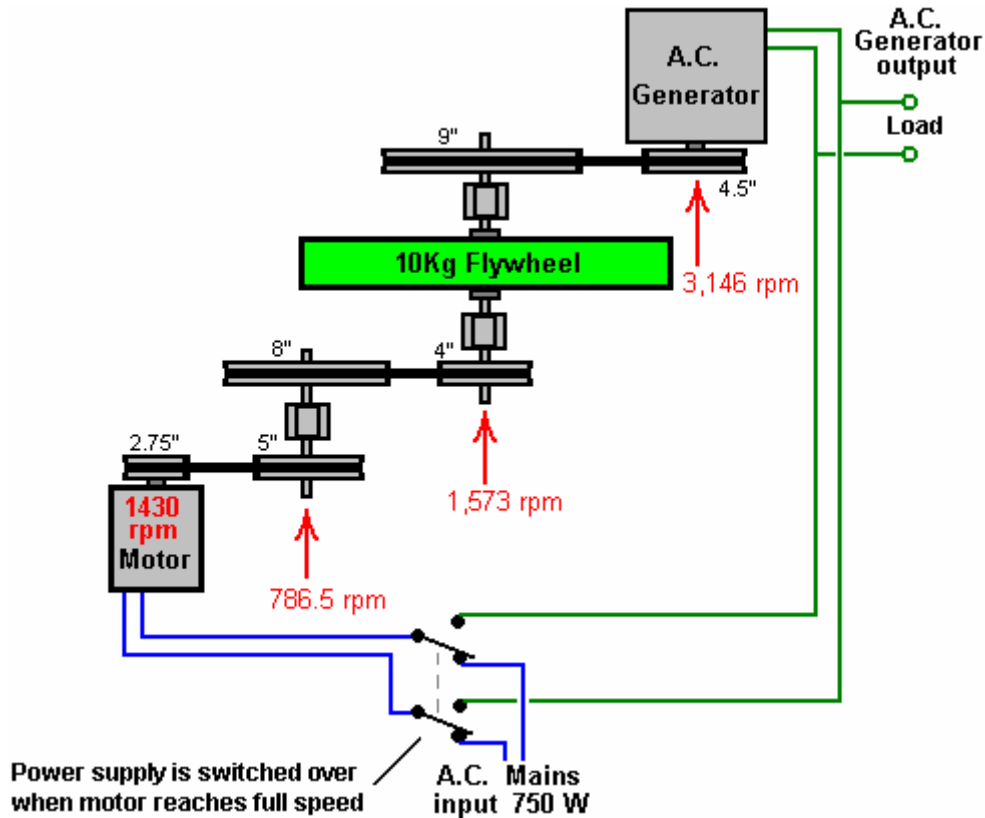 A.C.
Generator
A.C.
Generator
output
Load
9"
4.5"
10Kg Flywheel
3,146 rpm
8"
4"
2.75"
5"
1,573 rpm
1430
rpm
Motor
786.5 rpm
Power supply is switched over
when motor reaches full speed
A.C. Mains
input 750 W